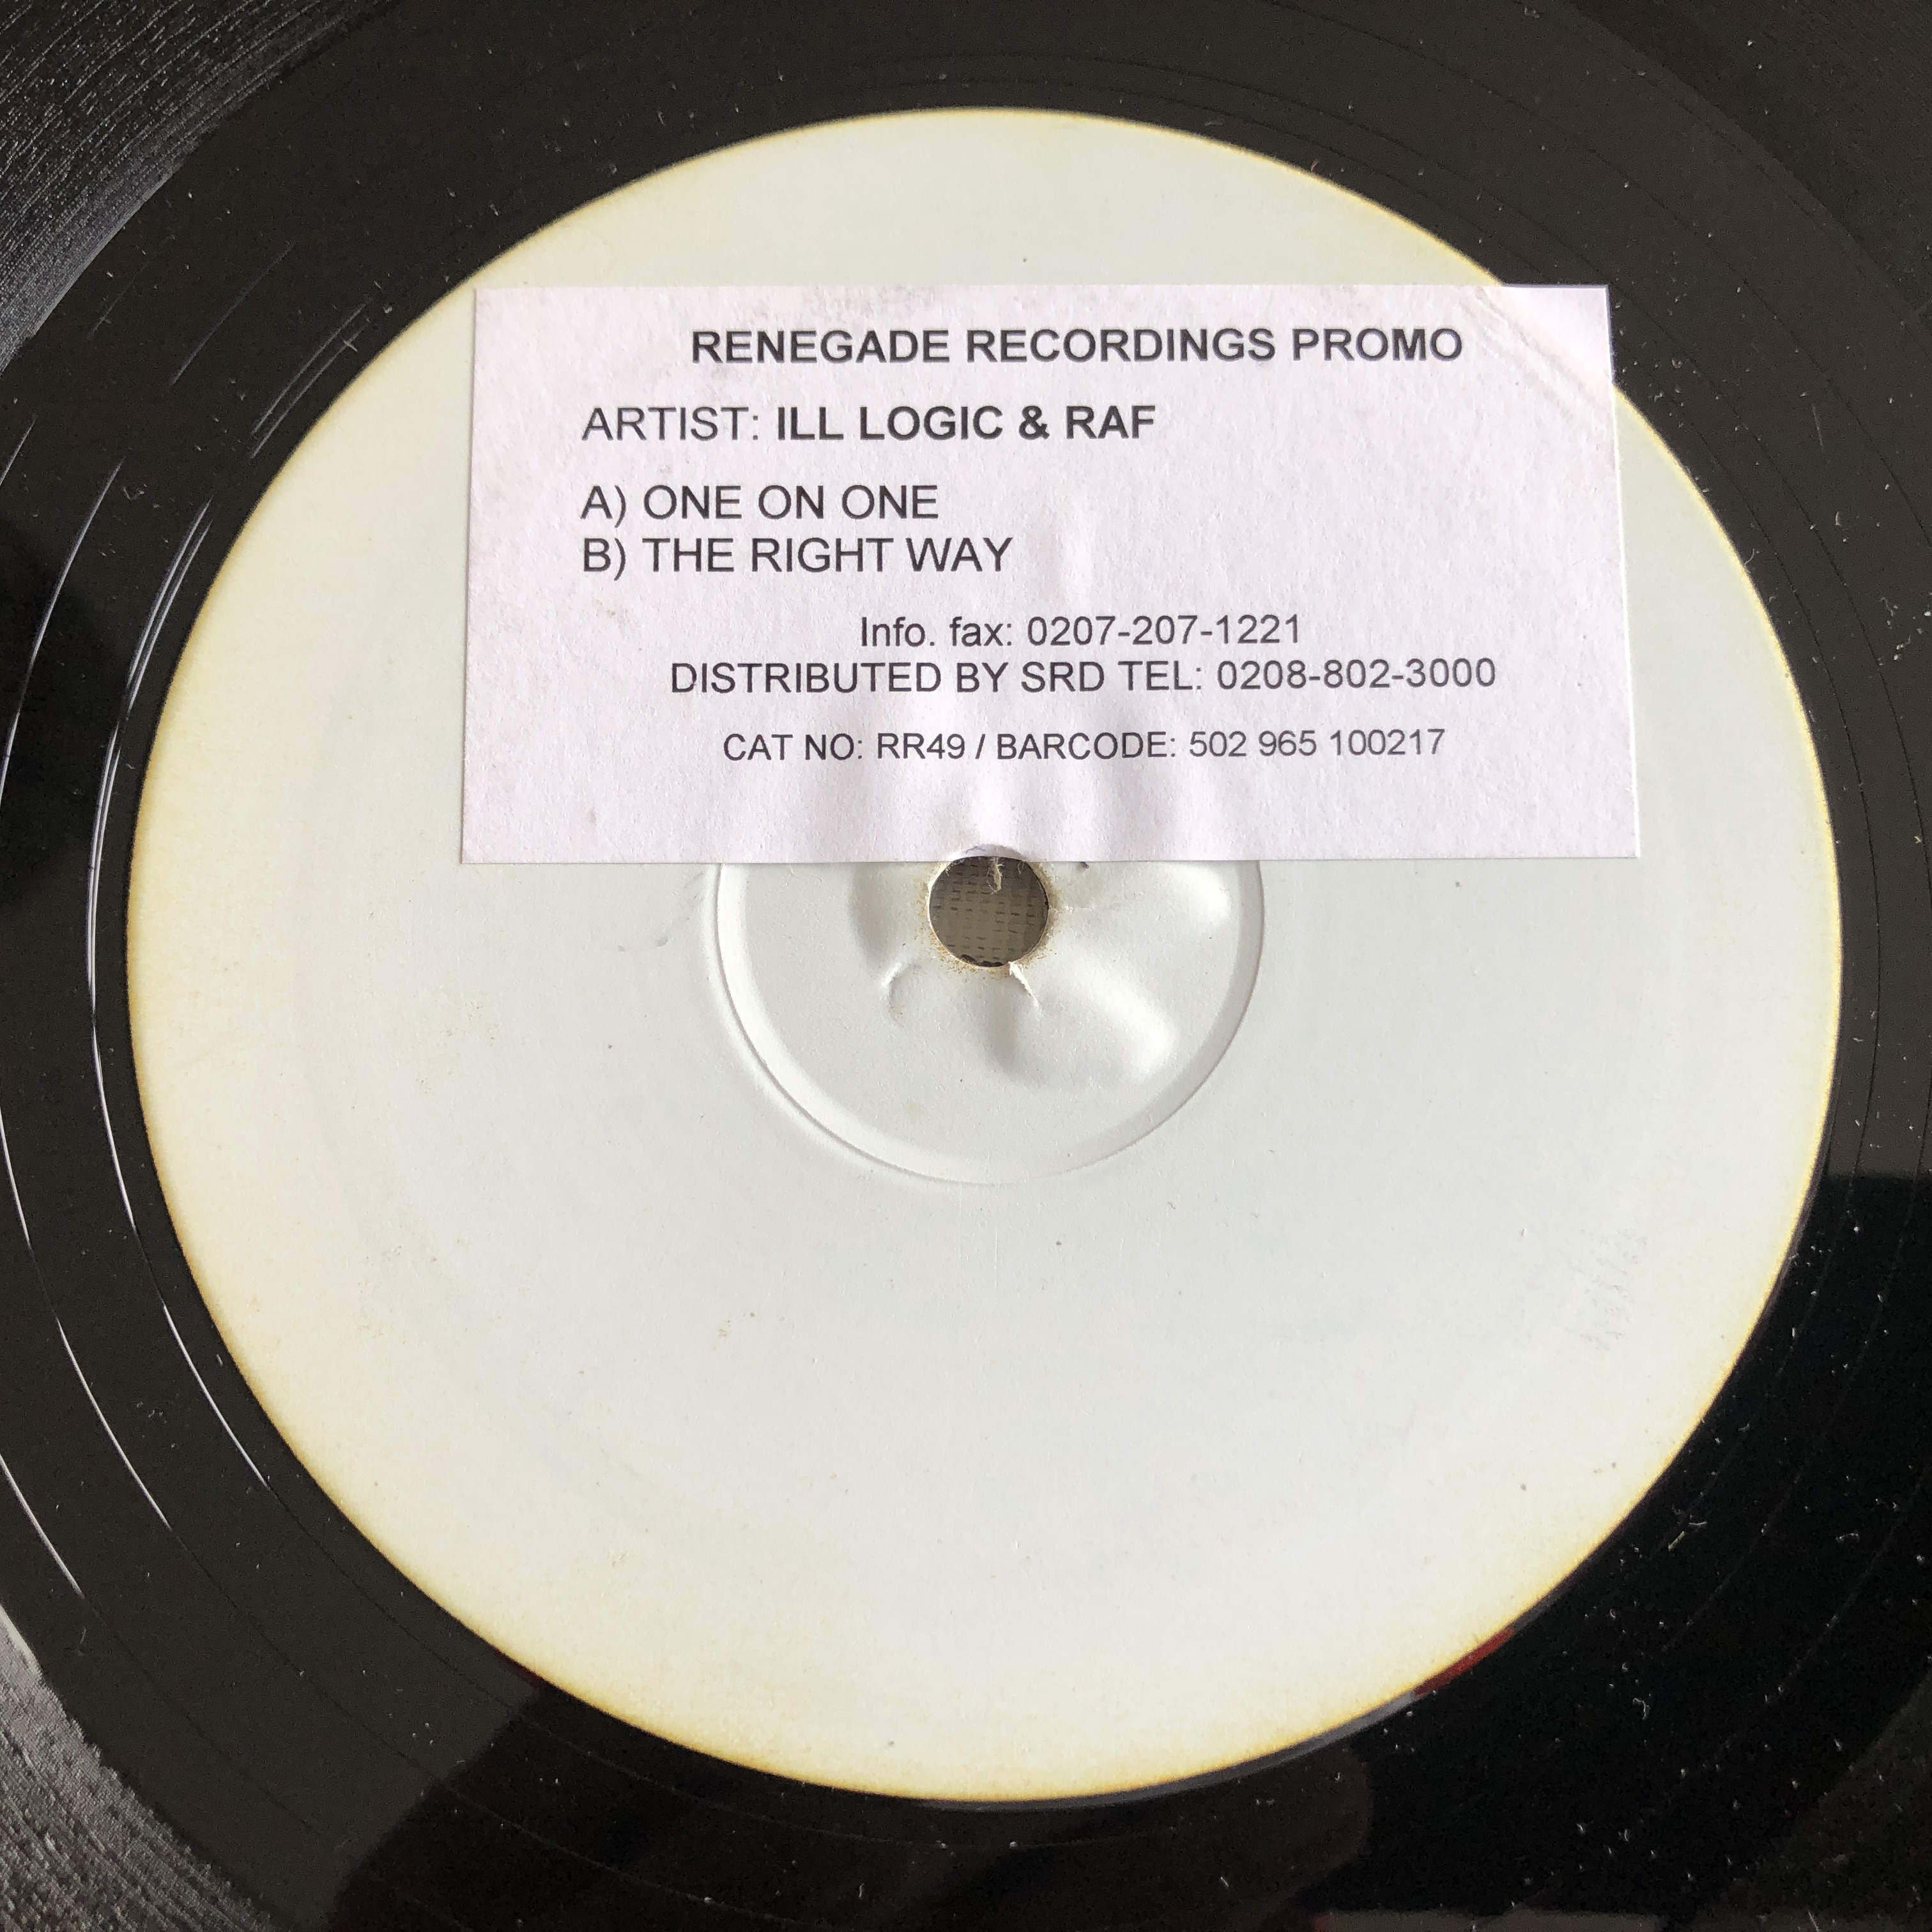 RENEGADE RECORDINGS PROMO
ARTIST: ILL LOGIC & RAF
A) ONE ON ONE
B) THE RIGHT WAY
Info. fax: 0207-207-1221
DISTRIBUTED BY SRD TEL: 0208-802-3000
CAT NO: RR49 / BARCODE: 502 965 100217